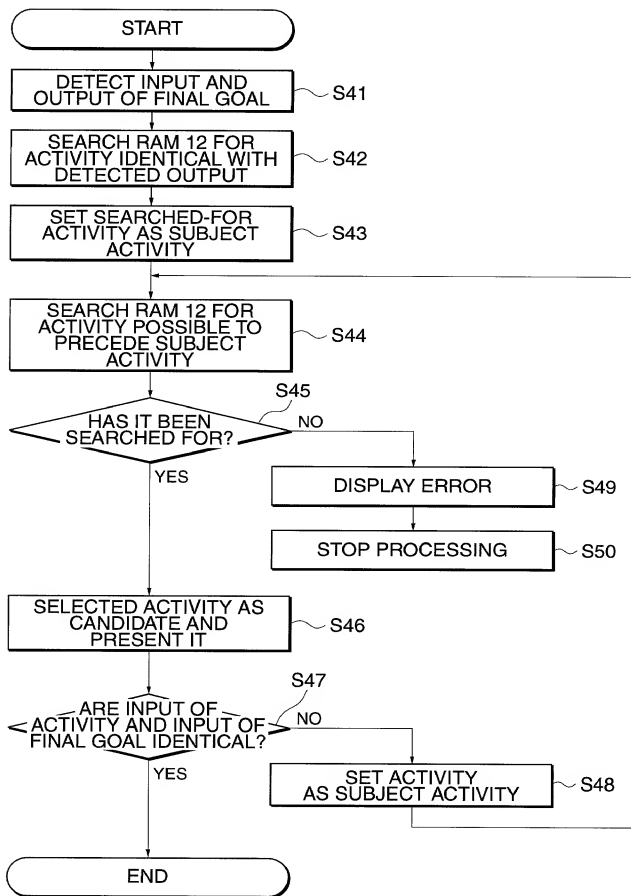 START
DETECT INPUT AND
OUTPUT OF FINAL GOAL
S41
SEARCH RAM 12 FOR
ACTIVITY IDENTICAL WITH
DETECTED OUTPUT
S42
SET SEARCHED-FOR
ACTIVITY AS SUBJECT
ACTIVITY
S43
SEARCH RAM 12 FOR
ACTIVITY POSSIBLE TO
PRECEDE SUBJECT
ACTIVITY
S44
S45
HAS IT BEEN
SEARCHED FOR?
NO
YES
DISPLAY ERROR
S49
STOP PROCESSING
S50
SELECTED ACTIVITY AS
CANDIDATE AND
PRESENT IT
S46
S47
ARE INPUT OF
ACTIVITY AND INPUT OF
FINAL GOAL IDENTICAL?
NO
YES
SET ACTIVITY
AS SUBJECT ACTIVITY
S48
END